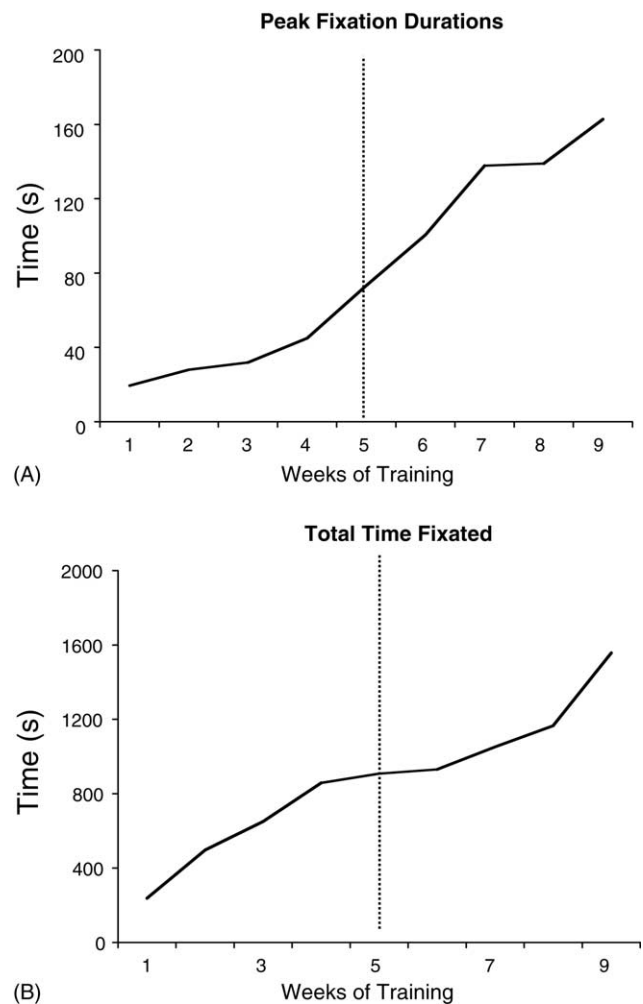 Peak Fixation Durations
200
160
120
80
40
0
Time (s)
1 2 3 4 5 6 7 8 9
Weeks of Training
(A)
Total Time Fixated
2000
1600
1200
800
400
0
Time (s)
1 3 5 7 9
Weeks of Training
(B)